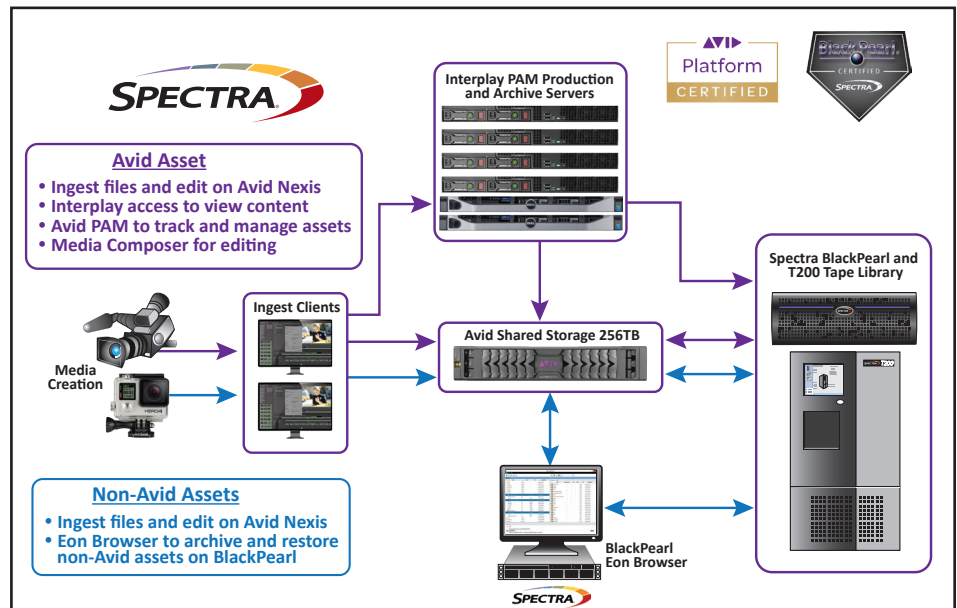 SPECTRA
Interplay PAM Production
and Archive Servers
AVID
Platform
CERTIFIED
BlackPearl
CERTIFIED
SPECTRA
Avid Asset
• Ingest files and edit on Avid Nexis
• Interplay access to view content
• Avid PAM to track and manage assets
• Media Composer for editing
Spectra BlackPearl and
T200 Tape Library
Ingest Clients
Avid Shared Storage 256TB
AVID
Media
Creation
HERO4
T200
Non-Avid Assets
• Ingest files and edit on Avid Nexis
• Eon Browser to archive and restore
non-Avid assets on BlackPearl
BlackPearl
Eon Browser
SPECTRA